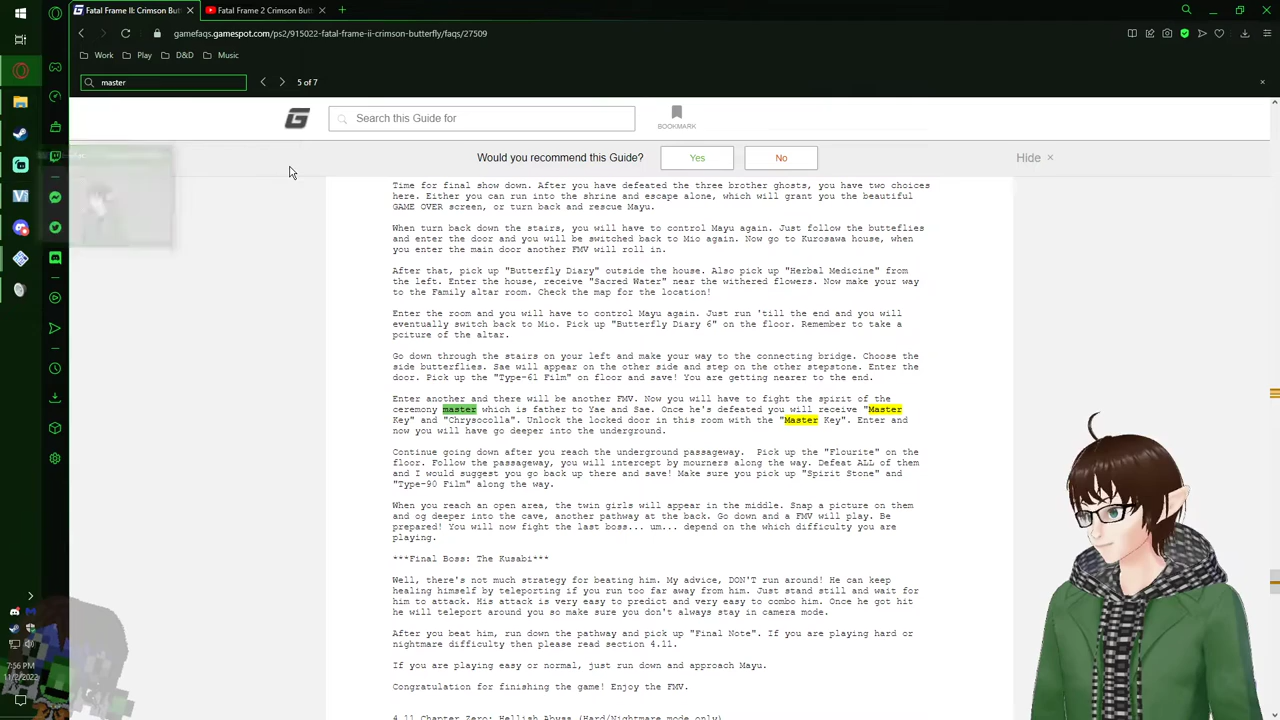 Fatal Frame II: Crimson Butt
Fatal Frame 2 Crimson Butt
gamefaqs.gamespot.com/ps2/915022-fatal-frame-ii-crimson-butterfly/faqs/27509
Work
Play
D&D
Music
master
5 of 7
Search this Guide for
BOOKMARK
Would you recommend this Guide?
Yes
No
Hide
Time for final show down. After you have defeated the three brother ghosts, you have two choices
here. Either you can run into the shrine and escape alone, which will grant you the beautiful
GAME OVER screen, or turn back and rescue Mayu.
When turn back down the stairs, you will have to control Mayu again. Just follow the buteflies
and enter the door and you will be switched back to Mio again. Now go to Kurosawa house, when
you enter the main door another FMV will roll in.
After that, pick up "Butterfly Diary" outside the house. Also pick up "Herbal Medicine" from
the left. Enter the house, receive "Sacred Water" near the withered flowers. Now make your way
to the Family altar room. Check the map for the location!
Enter the room and you will have to control Mayu again. Just run 'till the end and you will
eventually switch back to Mio. Pick up "Butterfly Diary 6" on the floor. Remember to take a
pciture of the altar.
Go down through the stairs on your left and make your way to the connecting bridge. Choose the
side butterflies. Sae will appear on the other side and step on the other stepstone. Enter the
door. Pick up the "Type-61 Film" on floor and save! You are getting nearer to the end.
Enter another and there will be another FMV. Now you will have to fight the spirit of the
ceremony master which is father to Yae and Sae. Once he's defeated you will receive "Master
Key" and "Chrysocolla". Unlock the locked door in this room with the "Master Key". Enter and
now you will have go deeper into the underground.
Continue going down after you reach the underground passageway. Pick up the "Flourite" on the
floor. Follow the passageway, you will intercept by mourners along the way. Defeat ALL of them
and I would suggest you go back up there and save! Make sure you pick up "Spirit Stone" and
"Type-90 Film" along the way.
When you reach an open area, the twin girls will appear in the middle. Snap a picture on them
and og deeper into the cave, another pathway at the back. Go down and a FMV will play. Be
prepared! You will now fight the last boss... um... depend on the which difficulty you are
playing.
***Final Boss: The Kusabi***
Well, there's not much strategy for beating him. My advice, DON'T run around! He can keep
healing himself by teleporting if you run too far away from him. Just stand still and wait for
him to attack. His attack is very easy to predict and very easy to combo him. Once he got hit
he will teleport around you so make sure you don't always stay in camera mode.
After you beat him, run down the pathway and pick up "Final Note". If you are playing hard or
nightmare difficulty then please read section 4.11.
If you are playing easy or normal, just run down and approach Mayu.
Congratulation for finishing the game! Enjoy the FMV.
4.11 Chapter Zero: Hellish Abyss (Hard/Nightmare mode only)
7:56 PM
11/2/2022